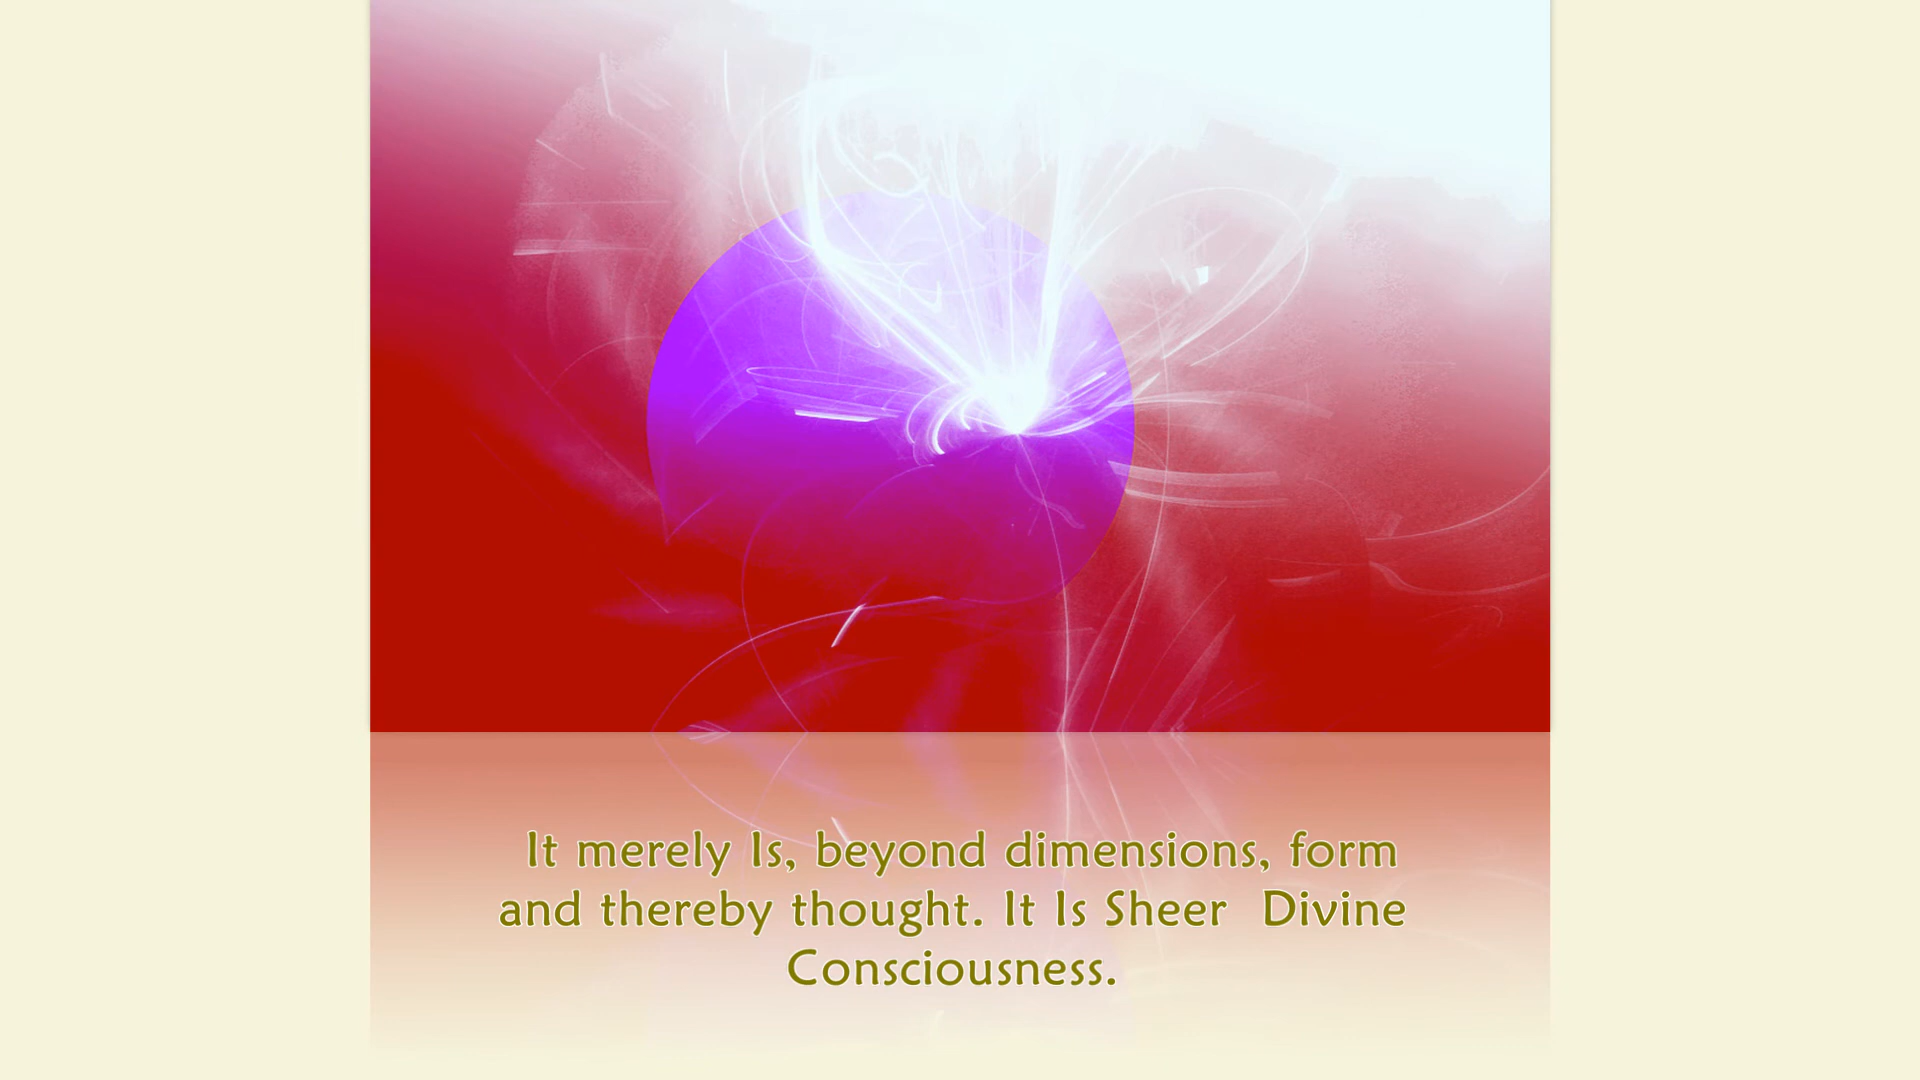 It merely Is, beyond dimensions, form
and thereby thought. It Is Sheer  Divine
Consciousness.